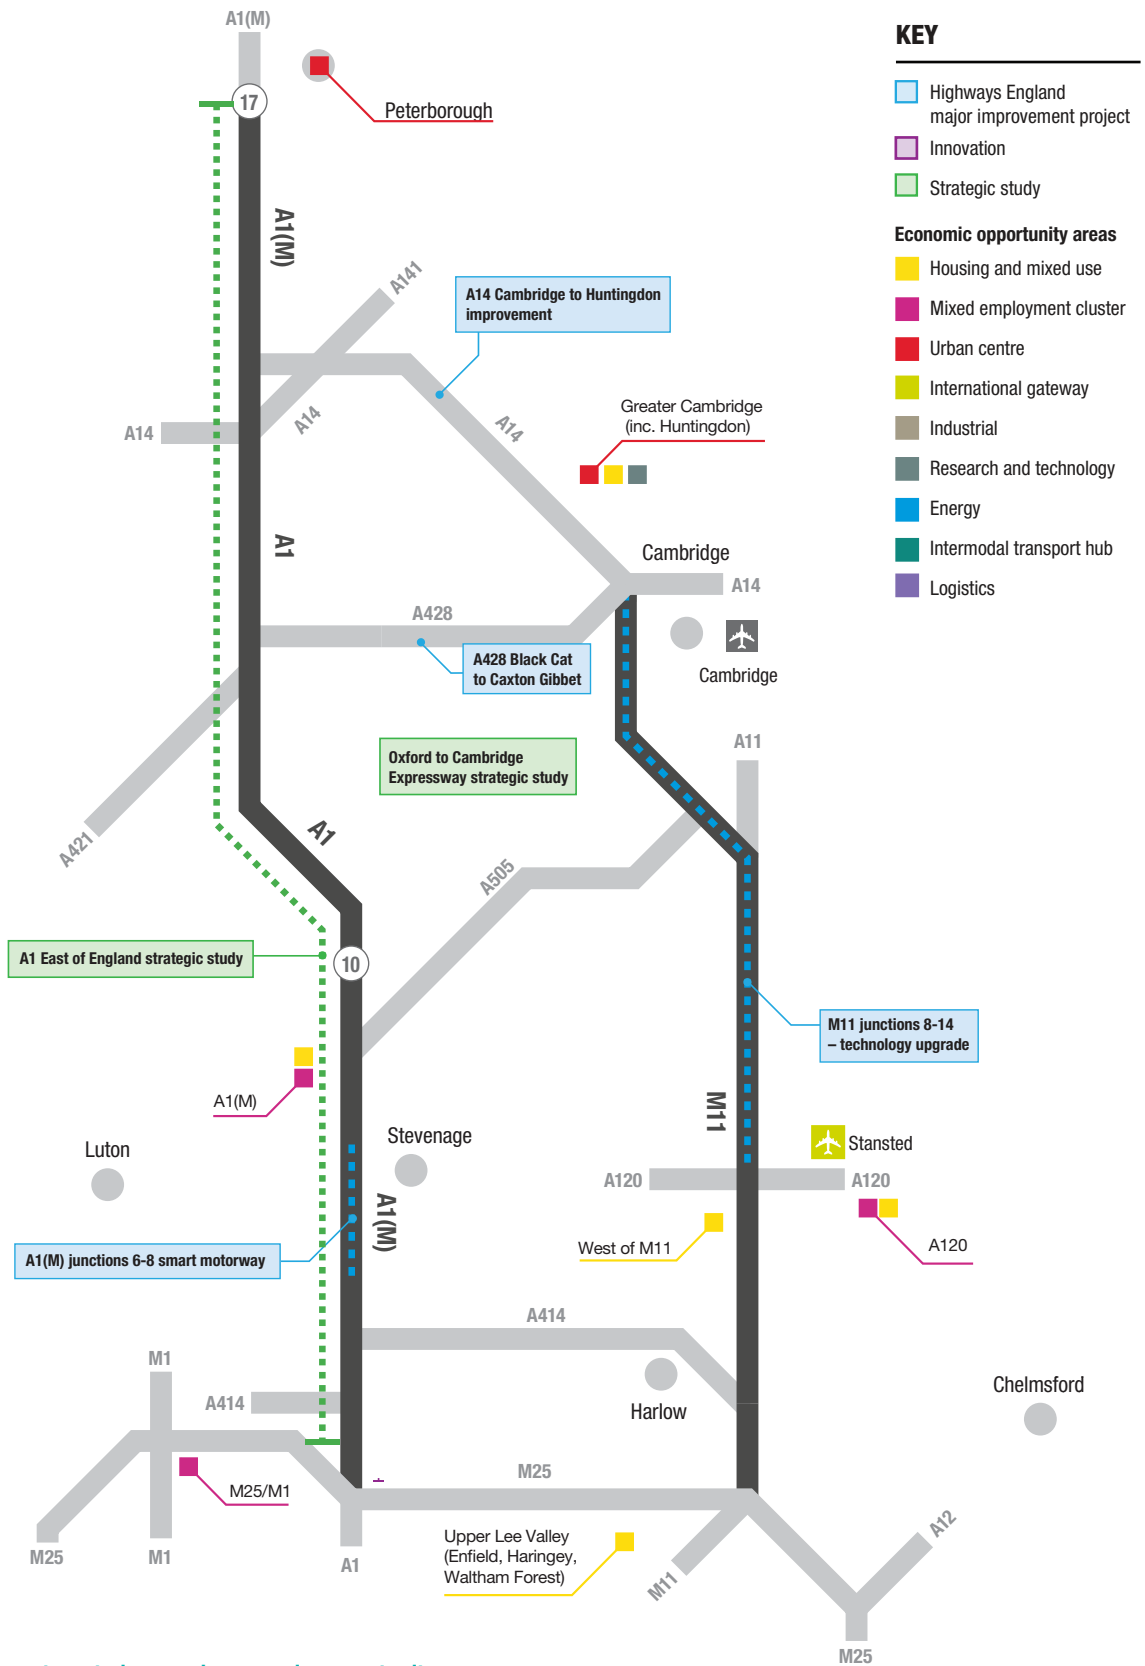 A1(M)
KEY
17
Peterborough
Highways England
major improvement project
Innovation
Strategic study
Economic opportunity areas
Housing and mixed use
Mixed employment cluster
Urban centre
International gateway
Industrial
Research and technology
Energy
Intermodal transport hub
Logistics
A1(M)
A141
A14 Cambridge to Huntingdon
improvement
A14
A14
A14
Greater Cambridge
(inc. Huntingdon)
A1
Cambridge
A14
A428
A428 Black Cat
to Caxton Gibbet
Cambridge
Oxford to Cambridge
Expressway strategic study
A11
A421
A1
A505
A1 East of England strategic study
10
M11 junctions 8-14
– technology upgrade
A1(M)
M11
Luton
Stevenage
Stansted
A120
A120
A1(M)
West of M11
A120
A1(M) junctions 6-8 smart motorway
A414
M1
A414
Harlow
Chelmsford
M25
M25/M1
M25
M1
A1
Upper Lee Valley
(Enfield, Haringey,
Waltham Forest)
M11
A12
M25